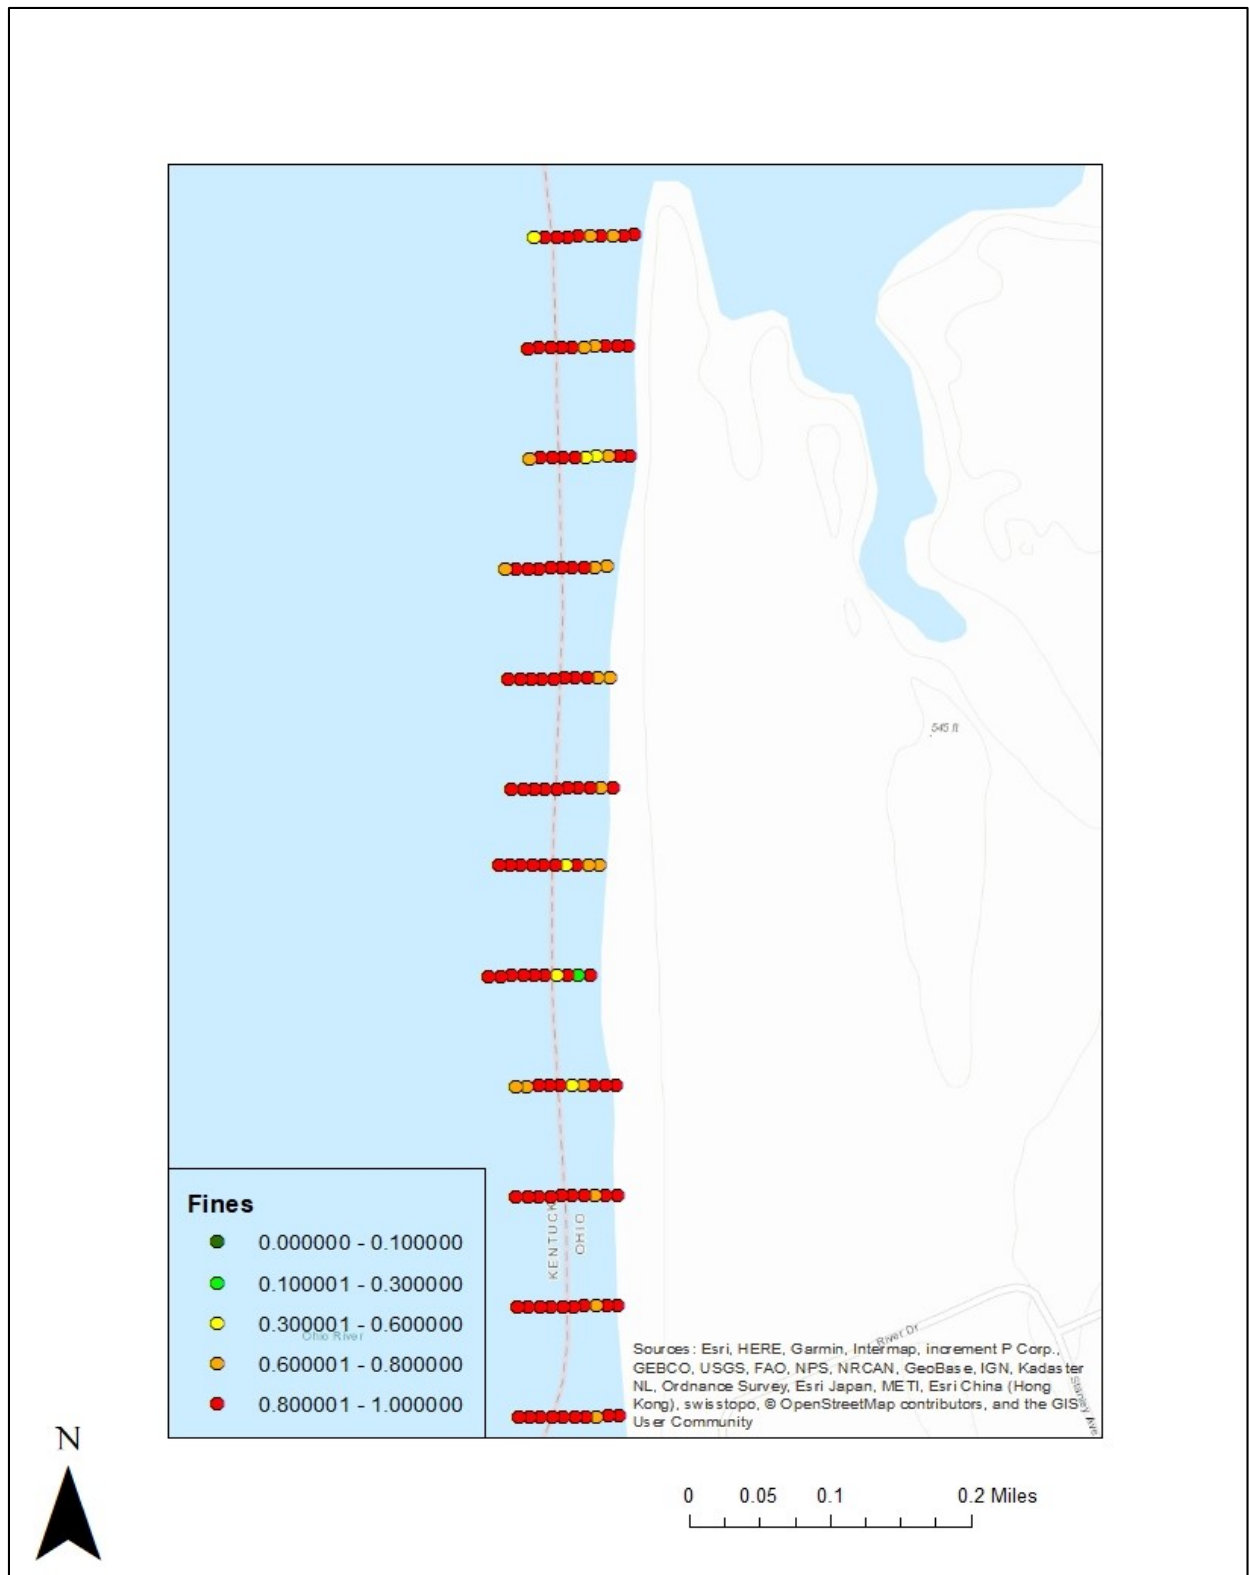 545 ft
KENTUCK
OHIO
Fines
0.000000 - 0.100000
0.100001 - 0.300000
0.300001 - 0.600000
Ohio River
0.600001 - 0.800000
0.800001 - 1.000000
River Dr
Stanley Ave
Sources: Esri, HERE, Garmin, Intermap, increment P Corp.,
GEBCO, USGS, FAO, NPS, NRCAN, GeoBase, IGN, Kadaster
NL, Ordnance Survey, Esri Japan, METI, Esri China (Hong
Kong), swisstopo, © OpenStreetMap contributors, and the GIS
User Community
N
0 0.05 0.1 0.2 Miles